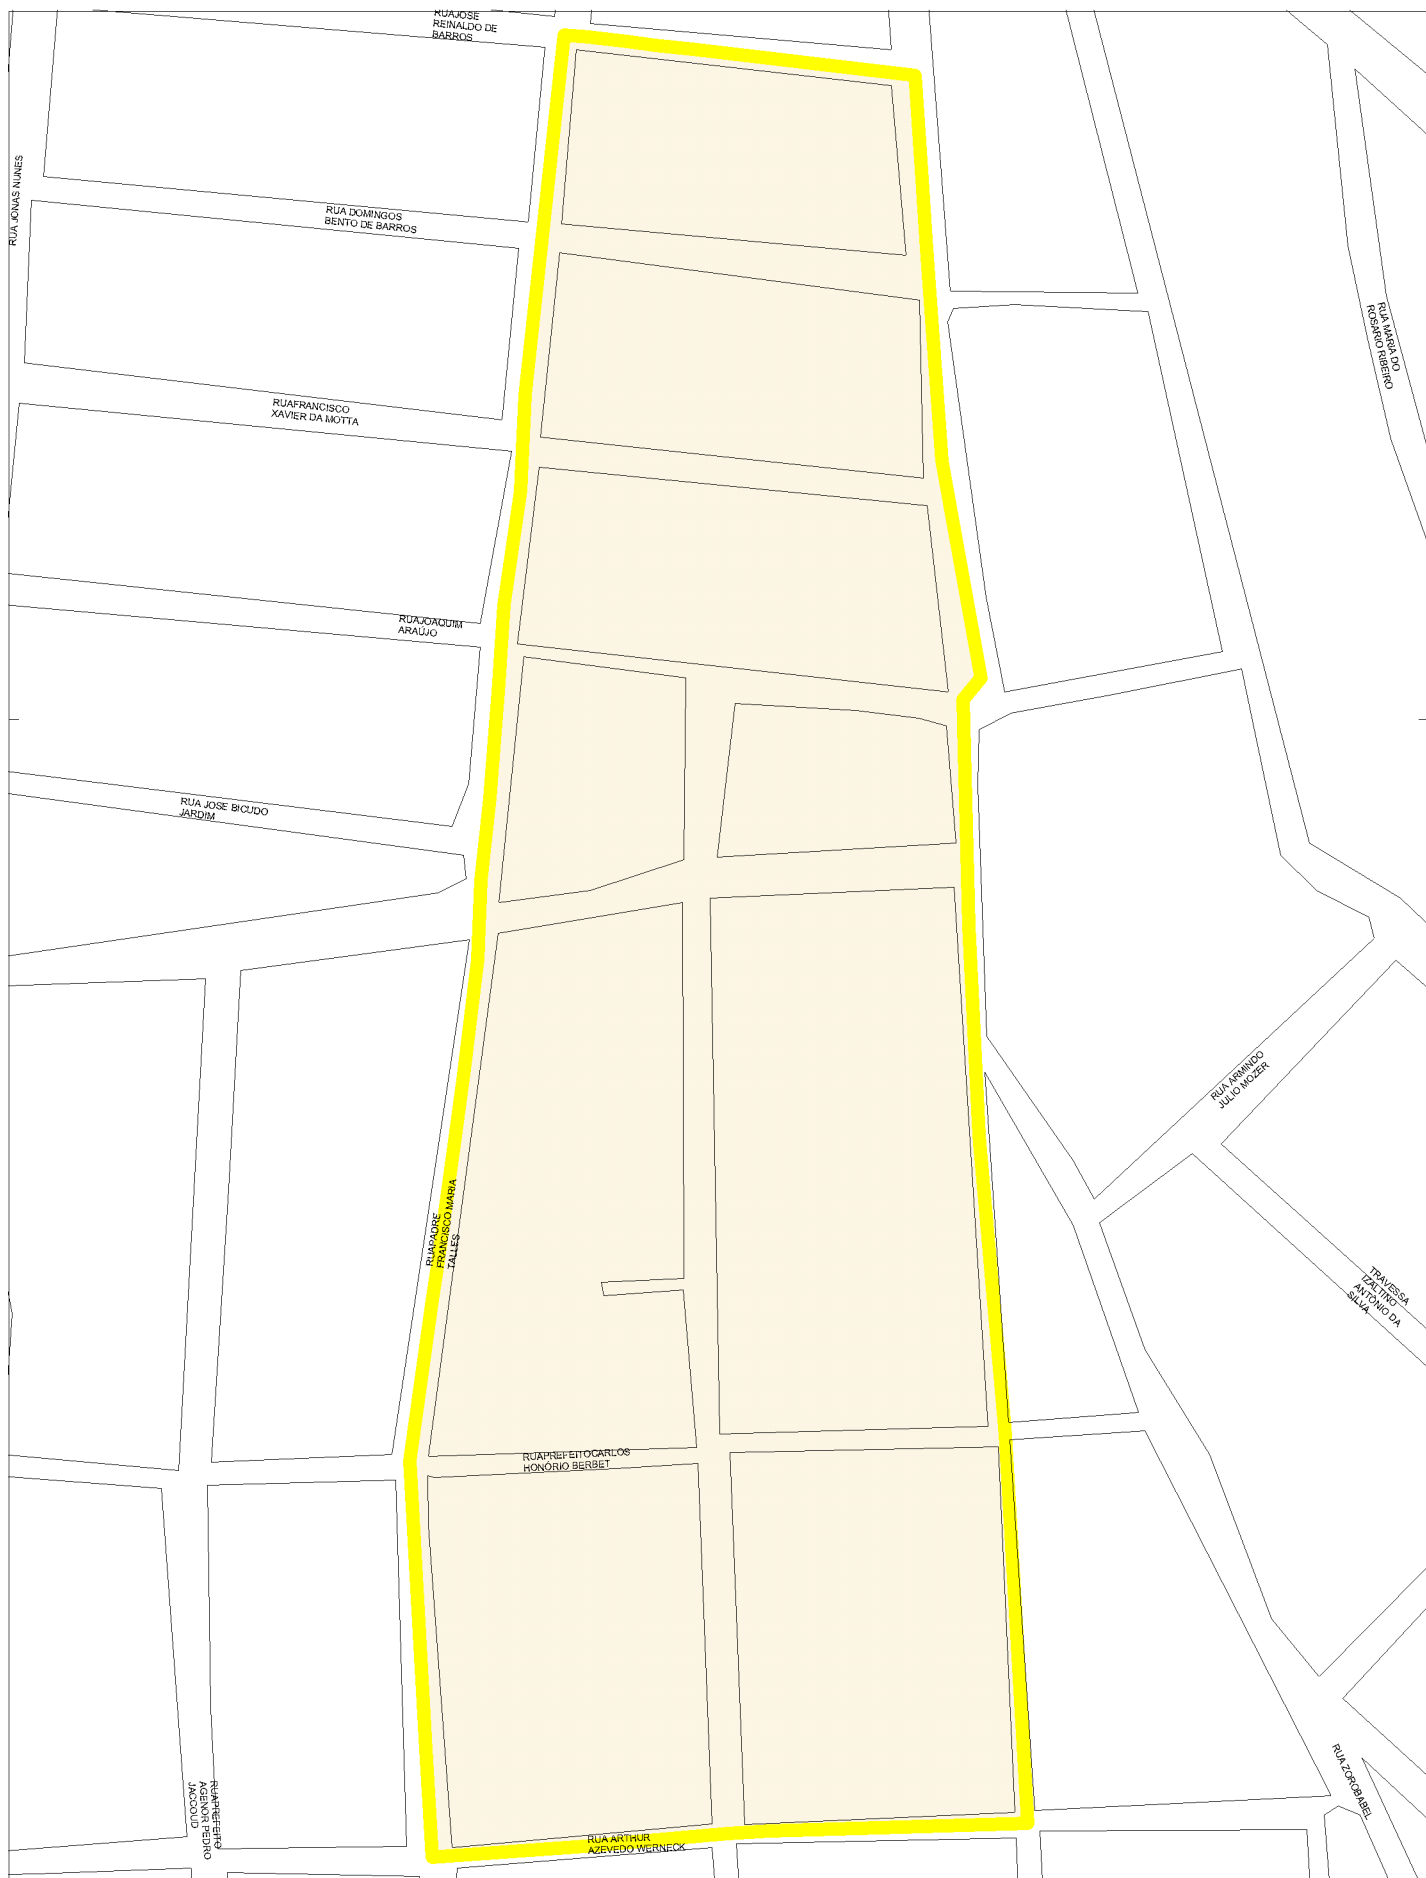 RUAJOSE
REINALDO DE
BARROS
RUA JONAS NUNES
RUA DOMINGOS
BENTO DE BARROS
RUA MARIA DO
ROSARIO RIBEIRO
RUAFRANCISCO
XAVIER DA MOTTA
RUAJOAQUIM
ARAÚJO
RUA JOSE BICUDO
JARDIM
RUA ARMINDO
JULIO MOZER
RUAPADRE
FRANCISCO MARIA
TALLES
TRAVESSA
IZALTINO
ANTÔNIO DA
SILVA
RUAPREFEITOCARLOS
HONÓRIO BERBET
RUAPREFEITO
AGENOR PEDRO
JACCOUD
RUA ZOROBABEL
RUA ARTHUR
AZEVEDO WERNECK